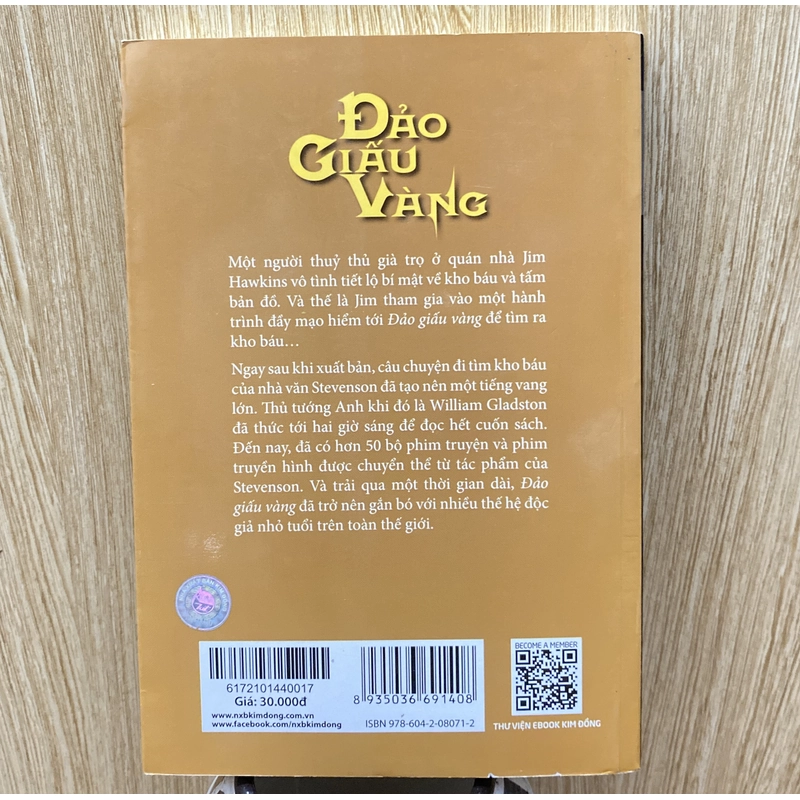 ĐẢO
GIẤU
VÀNG
Một người thuỷ thủ già trọ ở quán nhà Jim
Hawkins vô tình tiết lộ bí mật về kho báu và tấm
bản đồ. Và thế là Jim tham gia vào một hành
trình đầy mạo hiểm tới Đảo giấu vàng để tìm ra
kho báu...
Ngay sau khi xuất bản, câu chuyện đi tìm kho báu
của nhà văn Stevenson đã tạo nên một tiếng vang
lớn. Thủ tướng Anh khi đó là William Gladston
đã thức tới hai giờ sáng để đọc hết cuốn sách.
Đến nay, đã có hơn 50 bộ phim truyện và phim
truyền hình được chuyển thể từ tác phẩm của
Stevenson. Và trải qua một thời gian dài, Đảo
giấu vàng đã trở nên gắn bó với nhiều thế hệ độc
giả nhỏ tuổi trên toàn thế giới.
6172101440017
Giá: 30.000đ
www.nxbkimdong.com.vn
www.facebook.com/nxbkimdong
8 935036 691408
ISBN 978-604-2-08071-2
BECOME A MEMBER
THƯ VIỆN EBOOK KIM ĐỒNG